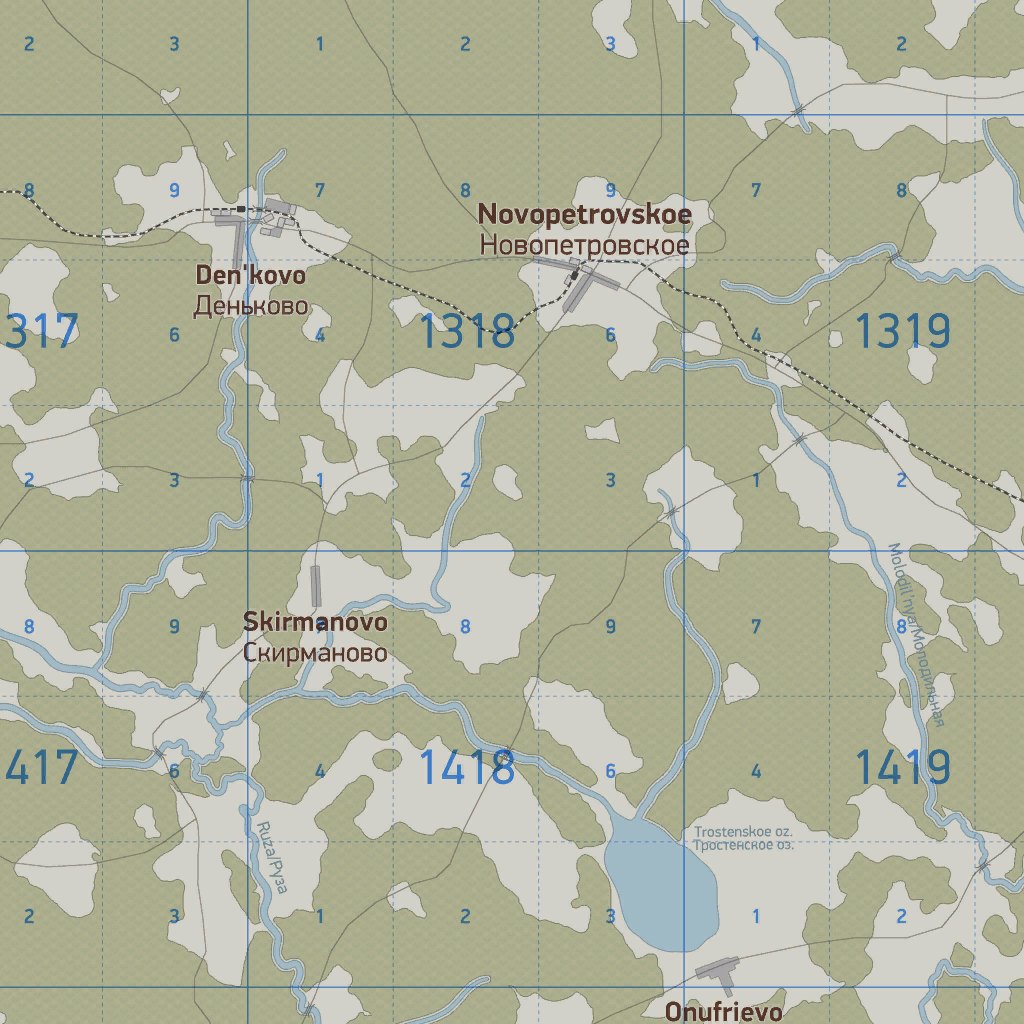 2 3 1 2 3 1 2
8 9 7 8 9 7 8
Novopetrovskoe
Новопетровское
Den'kovo
Деньково
317 6 4 1318 6 4 1319
2 3 1 2 3 1 2
Molodil'nya/Молодильная
8 9 7 8 9 7 8
Skirmanovo
Скирманово
417 6 4 1418 6 4 1419
Ruza/Руза
Trostenskoe oz.
Тростенское оз.
2 3 1 2 3 1 2
Onufrievo